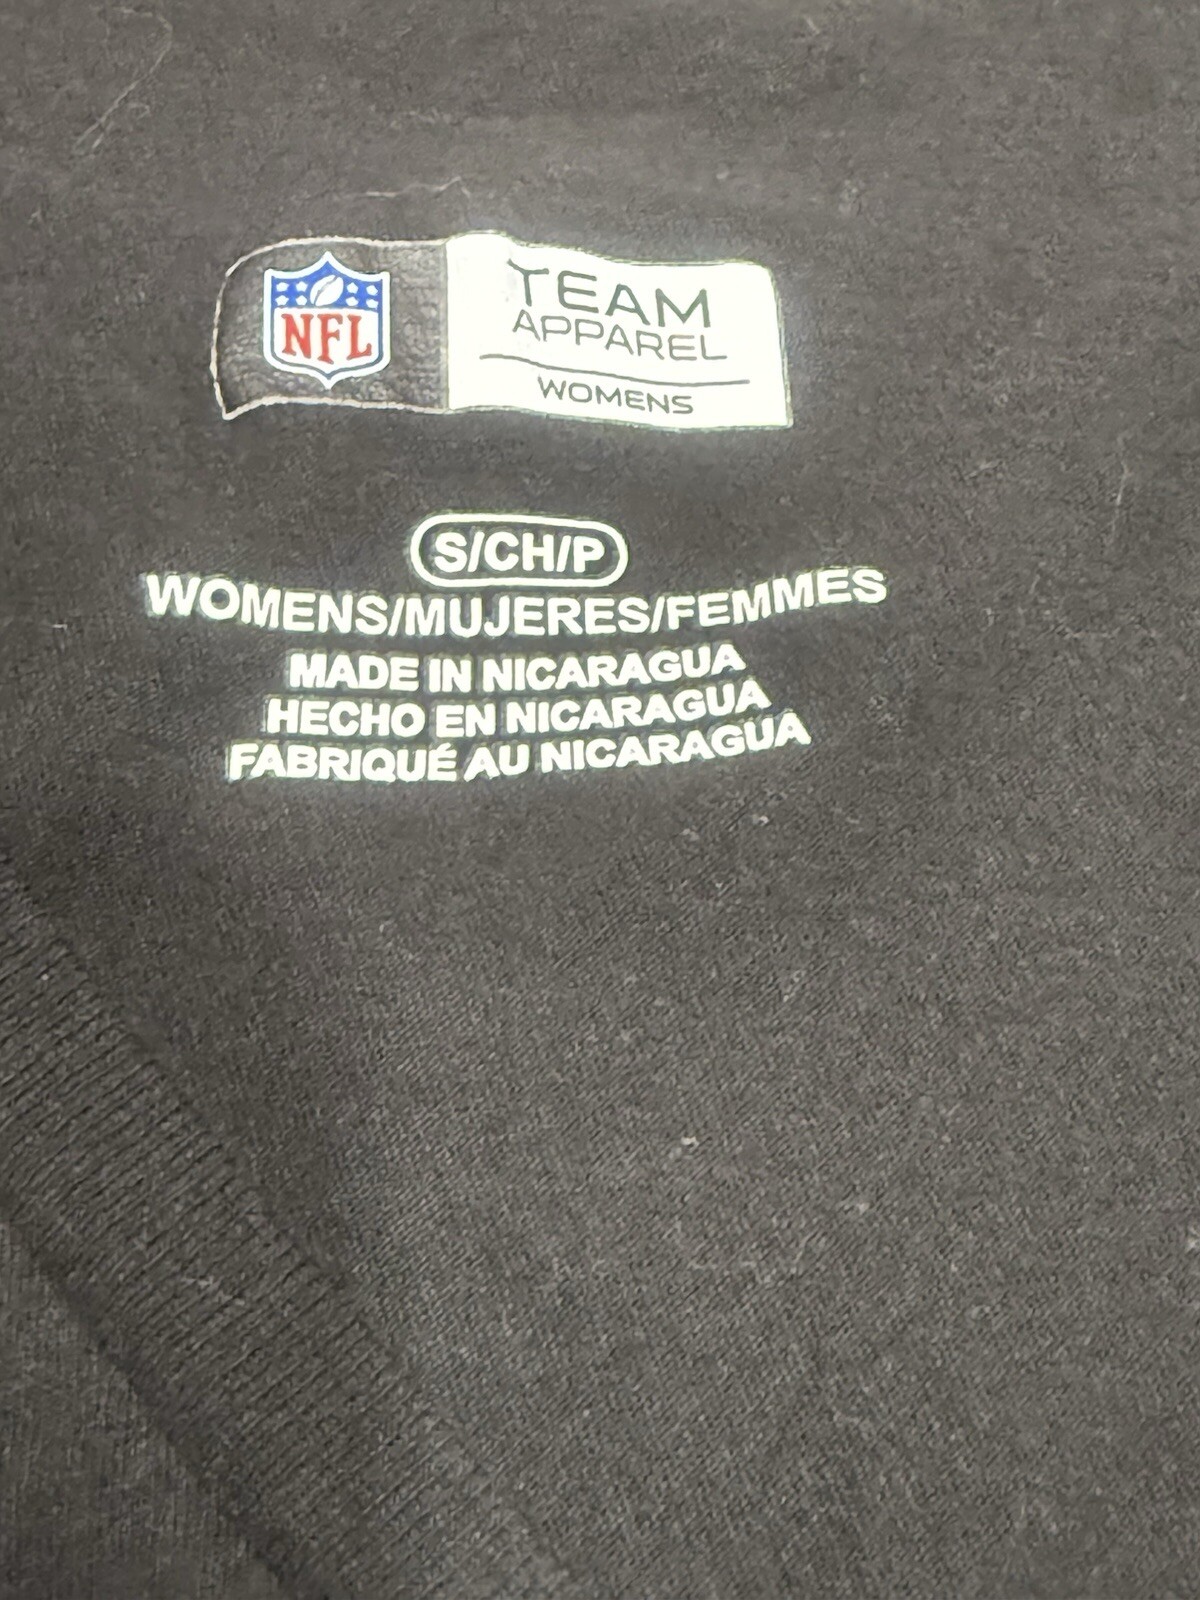 NFL
TEAM
APPAREL
WOMENS
S/CH/P
WOMENS/MUJERES/FEMMES
MADE IN NICARAGUA
HECHO EN NICARAGUA
FABRIQUÉ AU NICARAGUA